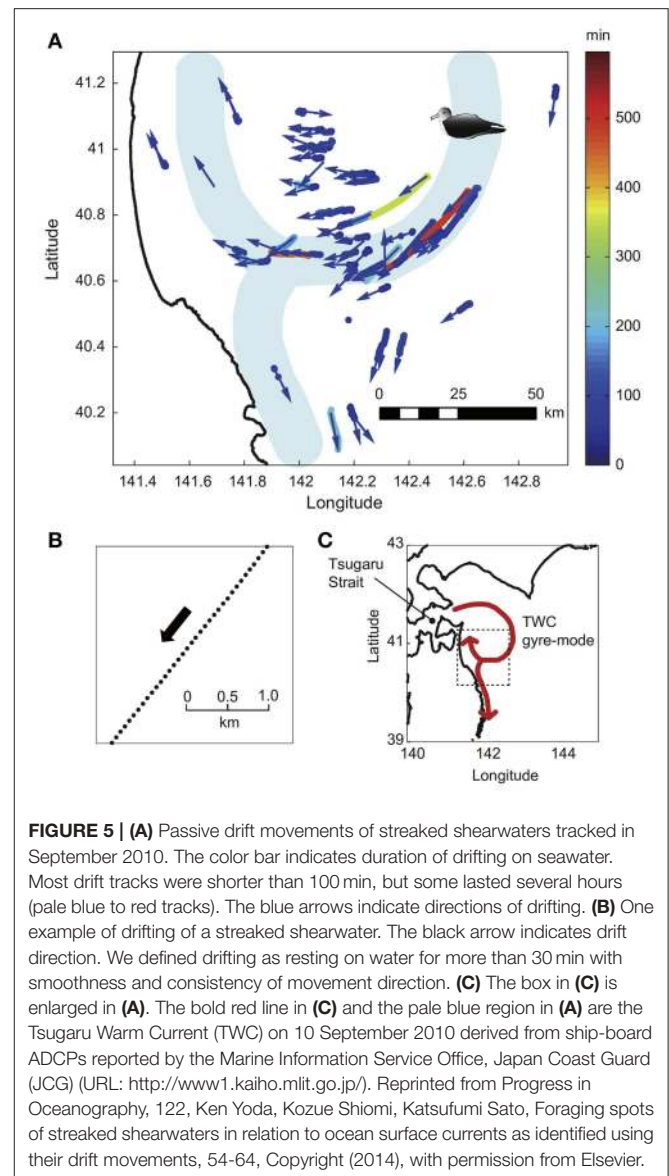 A
min
41.2
41
40.8
40.6
40.4
40.2
Latitude
141.4 141.6 141.8 142 142.2 142.4 142.6 142.8
Longitude
0 25 50
km
500
400
300
200
100
0
B
0 0.5 1.0
km
C
43
41
39
Latitude
Tsugaru
Strait
TWC
gyre-mode
140 142 144
Longitude
FIGURE 5 | (A) Passive drift movements of streaked shearwaters tracked in
September 2010. The color bar indicates duration of drifting on seawater.
Most drift tracks were shorter than 100 min, but some lasted several hours
(pale blue to red tracks). The blue arrows indicate directions of drifting. (B) One
example of drifting of a streaked shearwater. The black arrow indicates drift
direction. We defined drifting as resting on water for more than 30 min with
smoothness and consistency of movement direction. (C) The box in (C) is
enlarged in (A). The bold red line in (C) and the pale blue region in (A) are the
Tsugaru Warm Current (TWC) on 10 September 2010 derived from ship-board
ADCPs reported by the Marine Information Service Office, Japan Coast Guard
(JCG) (URL: http://www1.kaiho.mlit.go.jp/). Reprinted from Progress in
Oceanography, 122, Ken Yoda, Kozue Shiomi, Katsufumi Sato, Foraging spots
of streaked shearwaters in relation to ocean surface currents as identified using
their drift movements, 54-64, Copyright (2014), with permission from Elsevier.